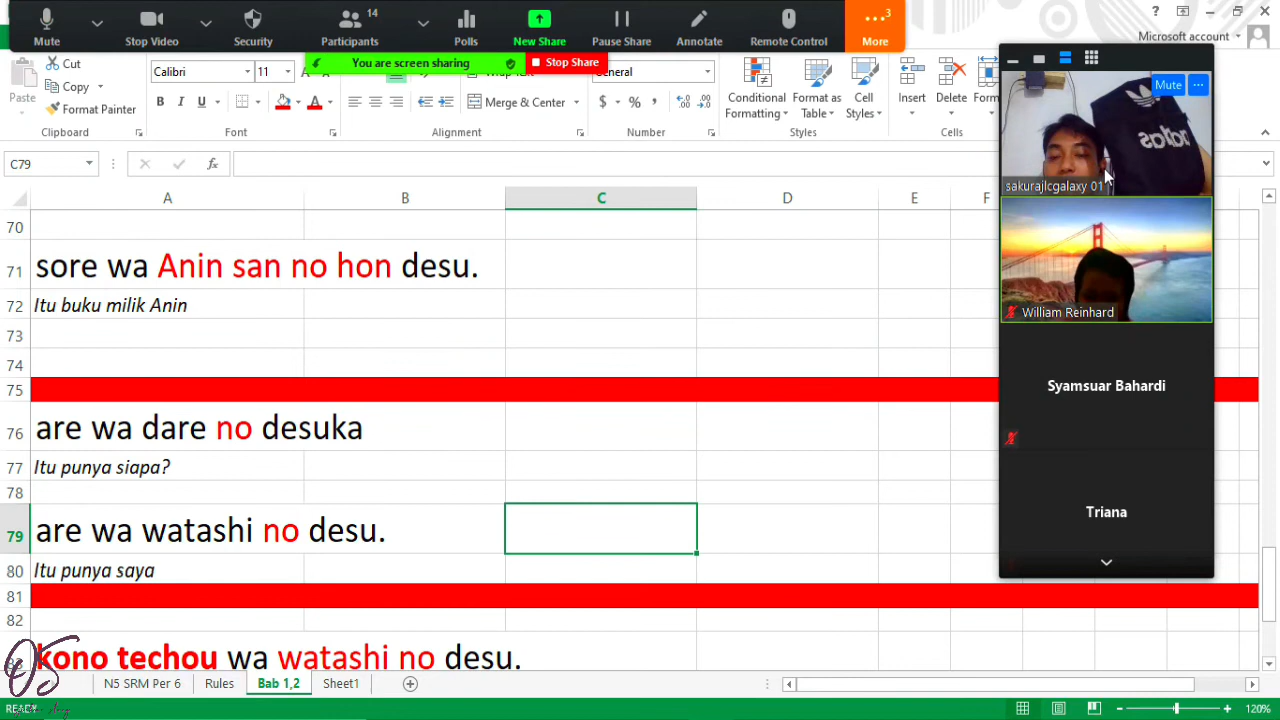 Mute
Stop Video
Security
Participants
14
Polls
New Share
Pause Share
Annotate
Remote Control
3
More
You are screen sharing
Stop Share
Microsoft account
Paste
Cut
Copy
Format Painter
Calibri
11
B I U
A
Merge & Center
General
$ % ,
Conditional Formatting
Format as Table
Cell Styles
Insert
Delete
Clipboard
Font
Alignment
Number
Styles
Cells
C79
fx
A B C D E F
70
71 sore wa Anin san no hon desu.
72 Itu buku milik Anin
73
74
75
76 are wa dare no desuka
77 Itu punya siapa?
78
79 are wa watashi no desu.
80 Itu punya saya
81
82
kono techou wa watashi no desu.
Mute
adidas
sakurajlcgalaxy 01
William Reinhard
Syamsuar Bahardi
Triana
N5 SRM Per 6
Rules
Bab 1,2
Sheet1
READY
120%